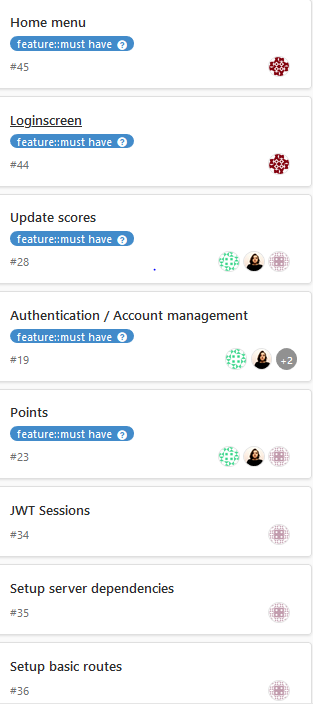 Home menu
feature::must have ?
#45
Loginscreen
feature::must have ?
#44
Update scores
feature::must have ?
#28
Authentication / Account management
feature::must have ?
#19 +2
Points
feature::must have ?
#23
JWT Sessions
#34
Setup server dependencies
#35
Setup basic routes
#36